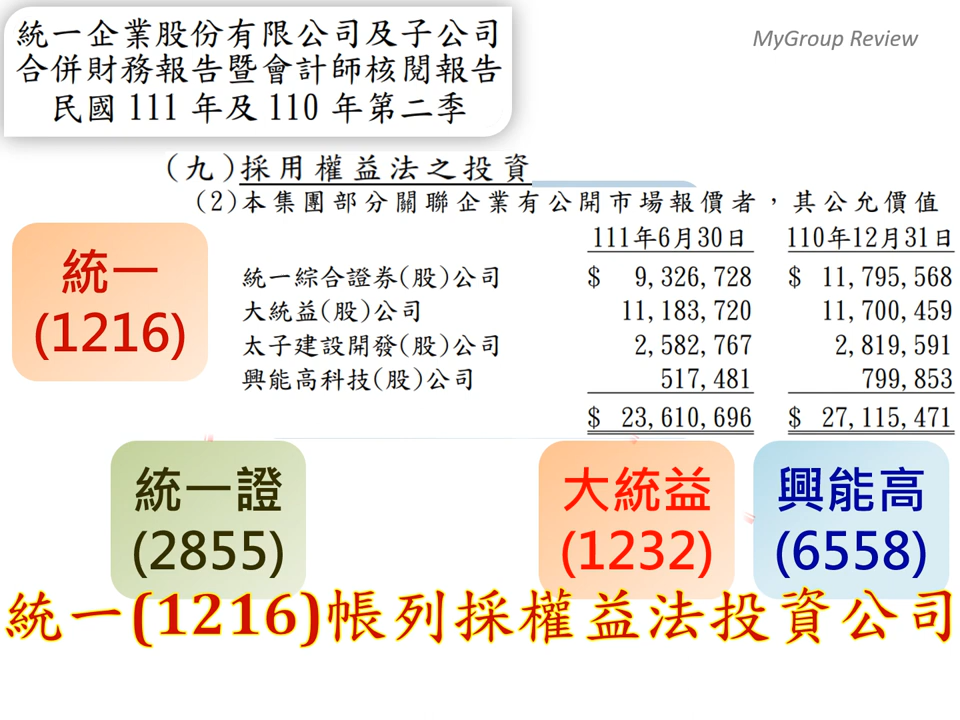 統一企業股份有限公司及子公司
合併財務報告暨會計師核閱報告
民國 111 年及 110 年第二季
MyGroup Review
(九)採用權益法之投資
(2)本集團部分關聯企業有公開市場報價者，其公允價值
111年6月30日 110年12月31日
統一綜合證券(股)公司 $ 9,326,728 $ 11,795,568
大統益(股)公司 11,183,720 11,700,459
太子建設開發(股)公司 2,582,767 2,819,591
興能高科技(股)公司 517,481 799,853
$ 23,610,696 $ 27,115,471
統一
(1216)
統一證
(2855)
大統益
(1232)
興能高
(6558)
統一(1216)帳列採權益法投資公司